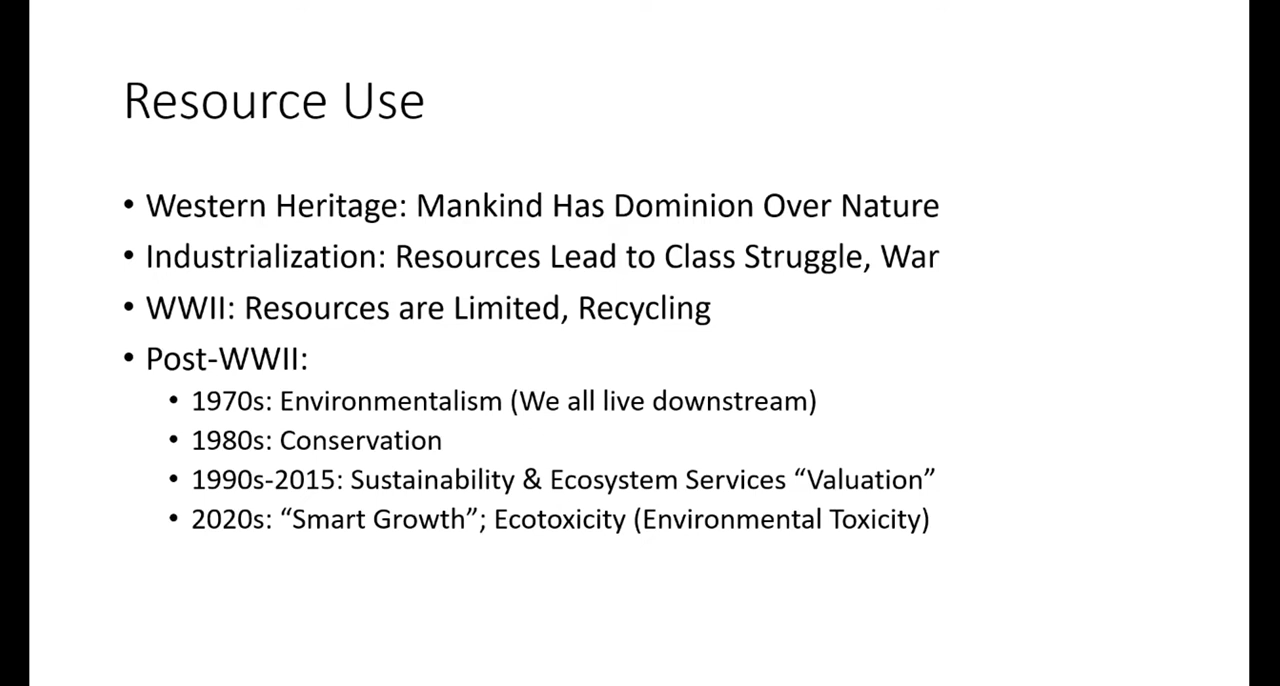 Resource Use
• Western Heritage: Mankind Has Dominion Over Nature
• Industrialization: Resources Lead to Class Struggle, War
• WWII: Resources are Limited, Recycling
• Post-WWII:
• 1970s: Environmentalism (We all live downstream)
• 1980s: Conservation
• 1990s-2015: Sustainability & Ecosystem Services “Valuation”
• 2020s: “Smart Growth”; Ecotoxicity (Environmental Toxicity)